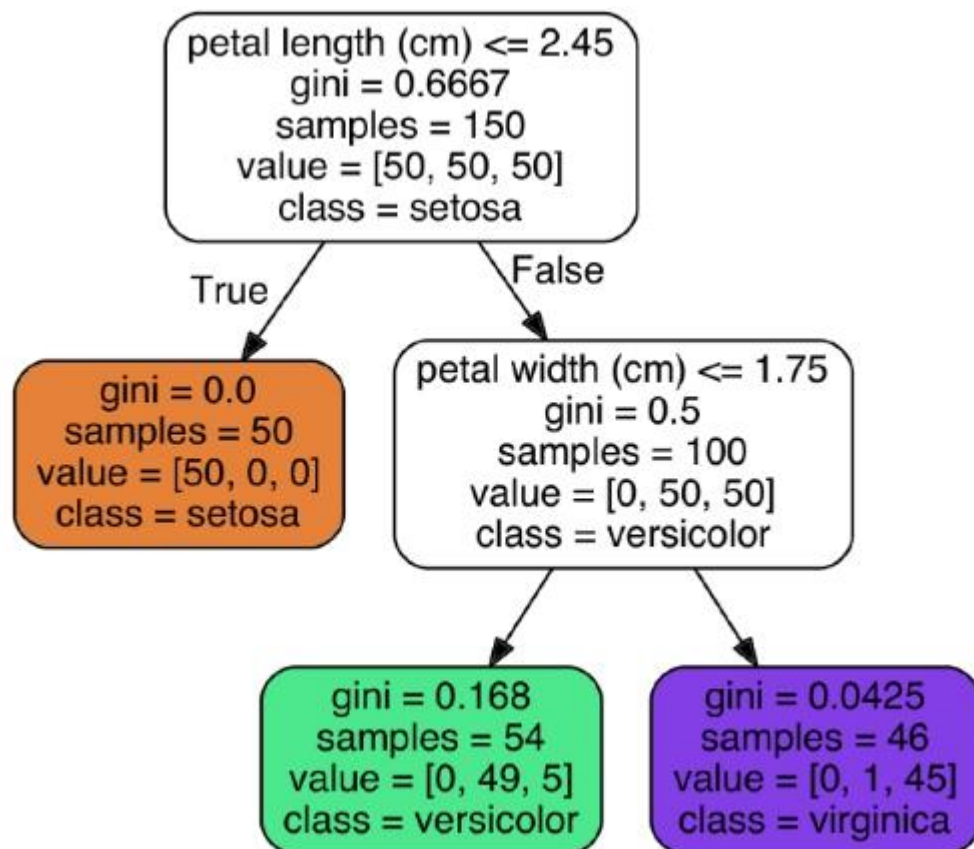 petal length (cm) <= 2.45
gini = 0.6667
samples = 150
value = [50, 50, 50]
class = setosa
True
False
gini = 0.0
samples = 50
value = [50, 0, 0]
class = setosa
petal width (cm) <= 1.75
gini = 0.5
samples = 100
value = [0, 50, 50]
class = versicolor
gini = 0.168
samples = 54
value = [0, 49, 5]
class = versicolor
gini = 0.0425
samples = 46
value = [0, 1, 45]
class = virginica